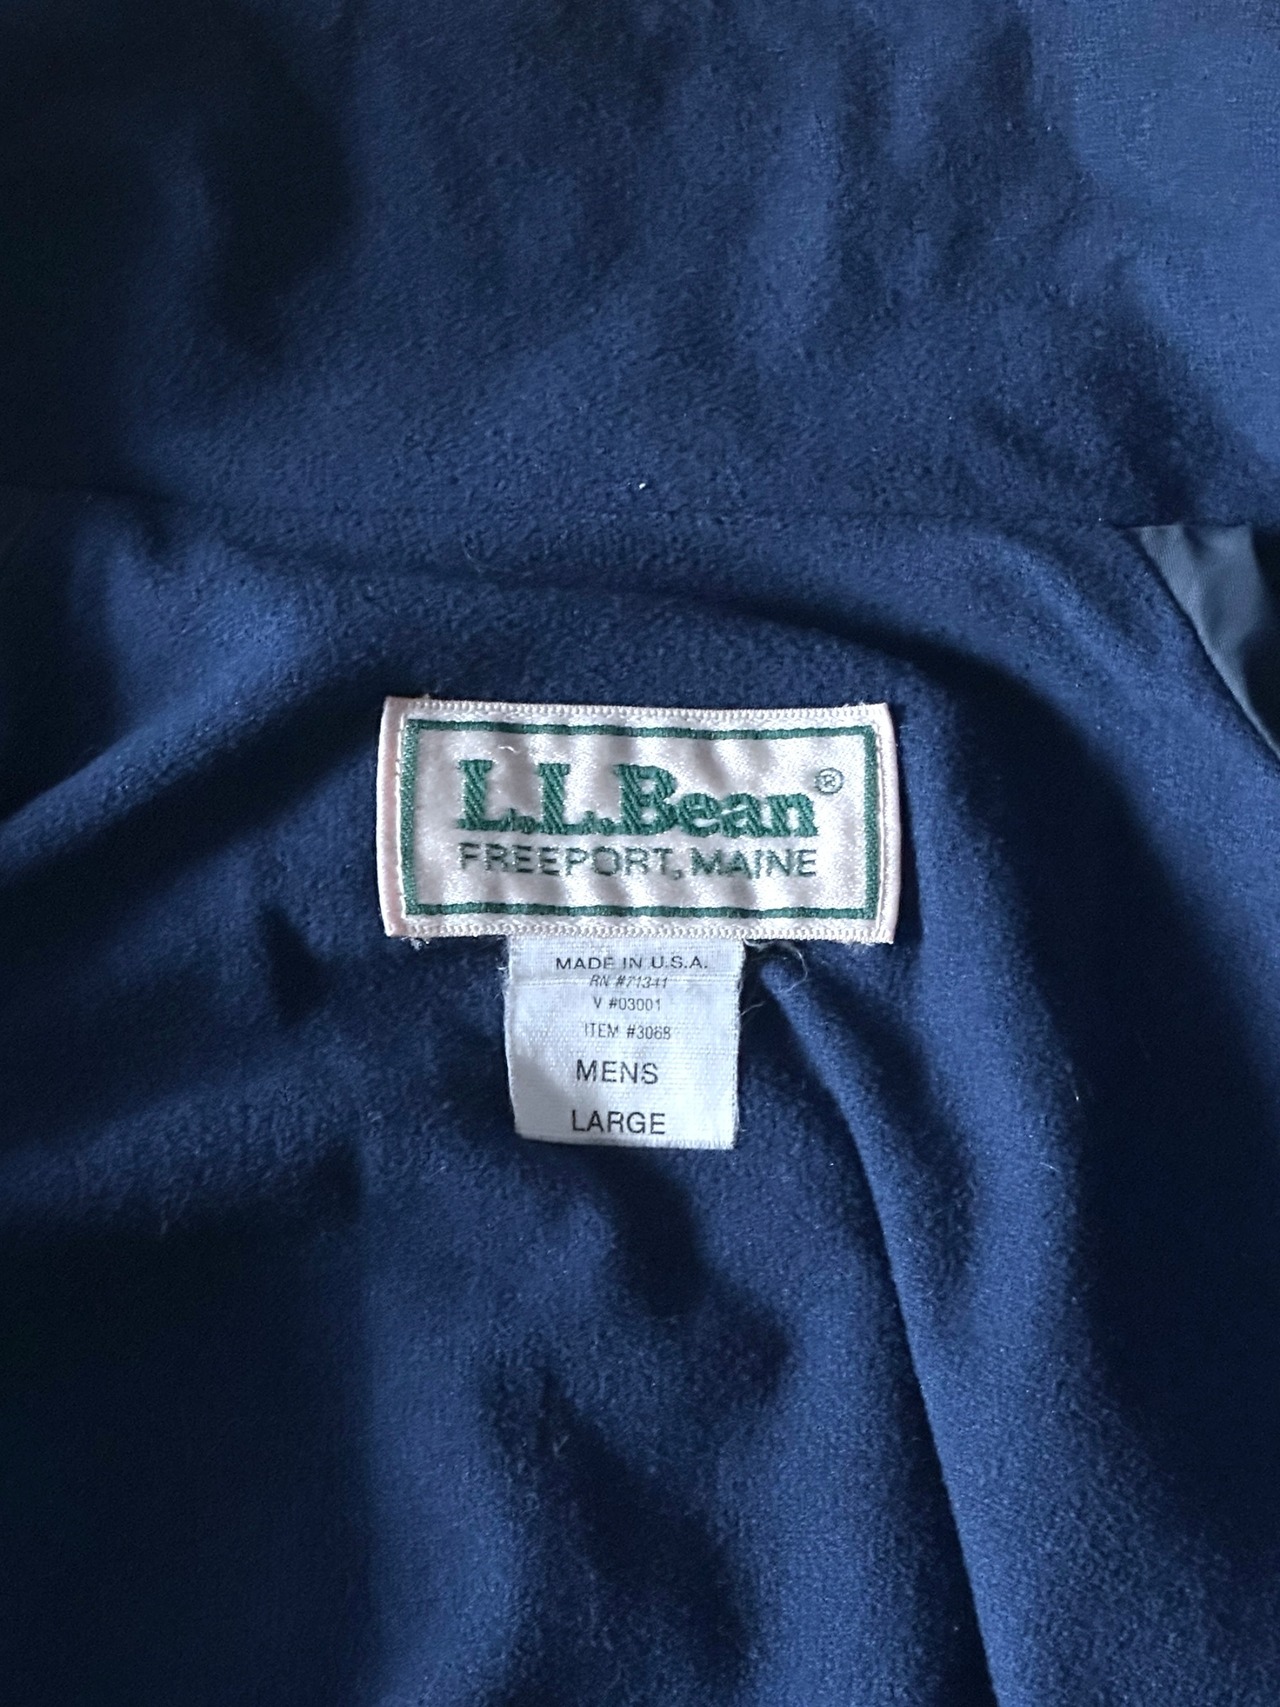 L.L.Bean®
FREEPORT, MAINE
MADE IN U.S.A.
RN #71341
V #03001
ITEM #3068
MENS
LARGE